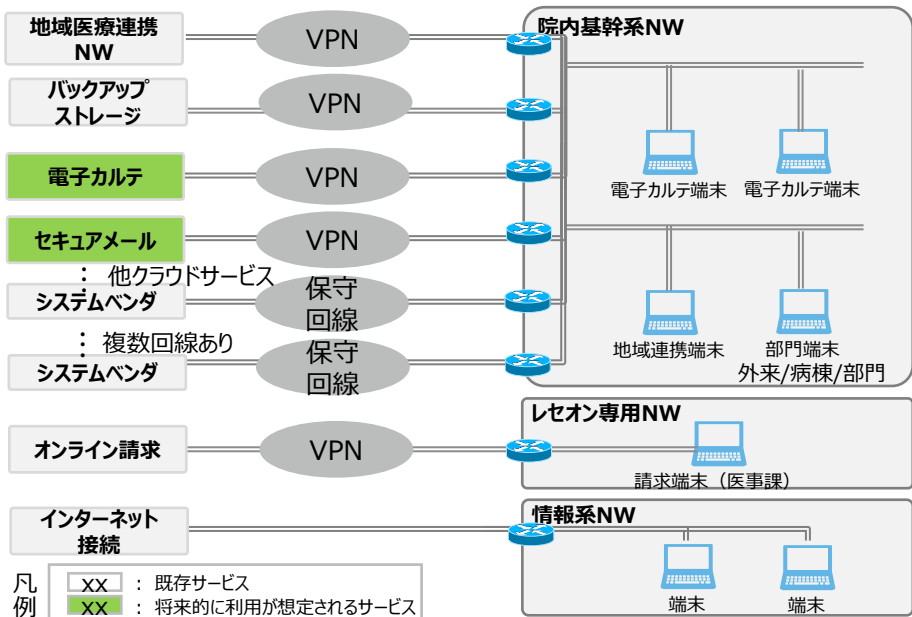 地域医療連携
NW
VPN
院内基幹系NW
バックアップ
ストレージ
VPN
電子カルテ
VPN
電子カルテ端末
電子カルテ端末
セキュアメール
VPN
： 他クラウドサービス
システムベンダ
保守
回線
： 複数回線あり
システムベンダ
保守
回線
地域連携端末
部門端末
外来/病棟/部門
レセオン専用NW
オンライン請求
VPN
請求端末（医事課）
インターネット
接続
情報系NW
端末
端末
凡
例
xx ： 既存サービス
xx ： 将来的に利用が想定されるサービス